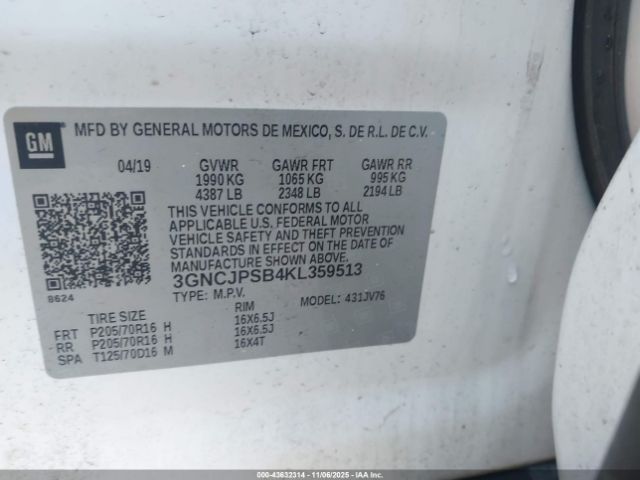 GM
MFD BY GENERAL MOTORS DE MEXICO, S. DE R.L. DE C.V.
04/19 GVWR GAWR FRT GAWR RR
1990 KG 1065 KG 995 KG
4387 LB 2348 LB 2194 LB
THIS VEHICLE CONFORMS TO ALL
APPLICABLE U.S. FEDERAL MOTOR
VEHICLE SAFETY AND THEFT PREVENTION
STANDARDS IN EFFECT ON THE DATE OF
MANUFACTURE SHOWN ABOVE.
3GNCJPSB4KL359513
8624
TYPE: M.P.V. MODEL: 431JV76
TIRE SIZE RIM
FRT P205/70R16 H 16X6.5J
RR P205/70R16 H 16X6.5J
SPA T125/70D16 M 16X4T
000-43632314 - 11/06/2025 - IAAI.COM